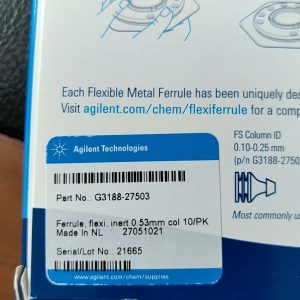 Each Flexible Metal Ferrule has been uniquely des
Visit agilent.com/chem/flexiferrule for a comp
FS Column ID
0.10-0.25 mm
(p/n G3188-2750
Agilent Technologies
Part No.: G3188-27503
Ferrule, flexi, inert 0.53mm col 10/PK
Made In NL 27051021
Serial/Lot No.: 21665
www.agilent.com/chem/supplies
Most commonly us